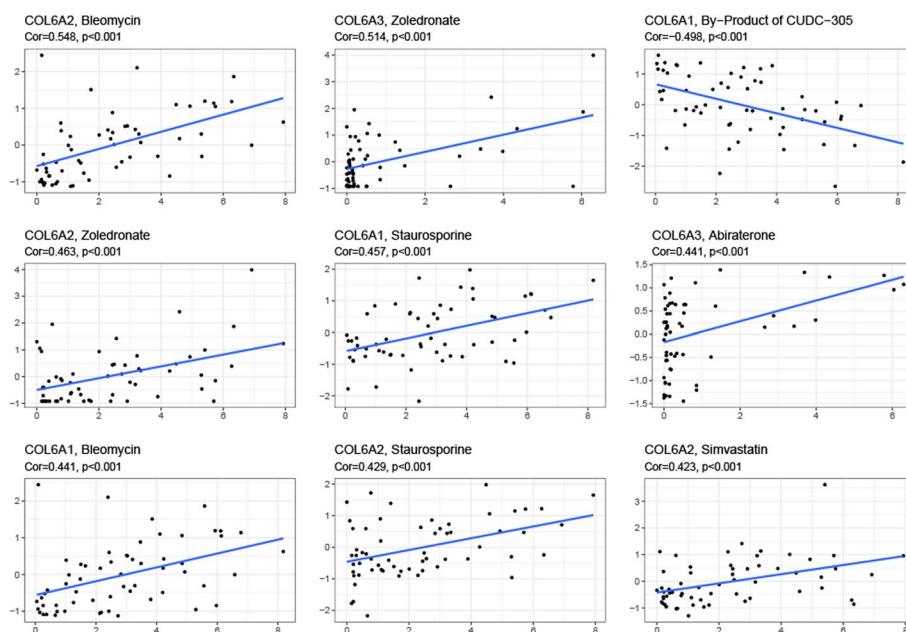 COL6A2, Bleomycin
Cor=0.548, p<0.001
2
1
0
−1
0 2 4 6 8
COL6A3, Zoledronate
Cor=0.514, p<0.001
4
3
2
1
0
−1
0 2 4 6
COL6A1, By−Product of CUDC−305
Cor=−0.498, p<0.001
1
0
−1
−2
0 2 4 6 8
COL6A2, Zoledronate
Cor=0.463, p<0.001
4
3
2
1
0
−1
0 2 4 6 8
COL6A1, Staurosporine
Cor=0.457, p<0.001
2
1
0
−1
−2
0 2 4 6 8
COL6A3, Abiraterone
Cor=0.441, p<0.001
1.5
1.0
0.5
0.0
−0.5
−1.0
−1.5
0 2 4 6
COL6A1, Bleomycin
Cor=0.441, p<0.001
2
1
0
−1
0 2 4 6 8
COL6A2, Staurosporine
Cor=0.429, p<0.001
2
1
0
−1
−2
0 2 4 6 8
COL6A2, Simvastatin
Cor=0.423, p<0.001
3
2
1
0
−1
0 2 4 6 8